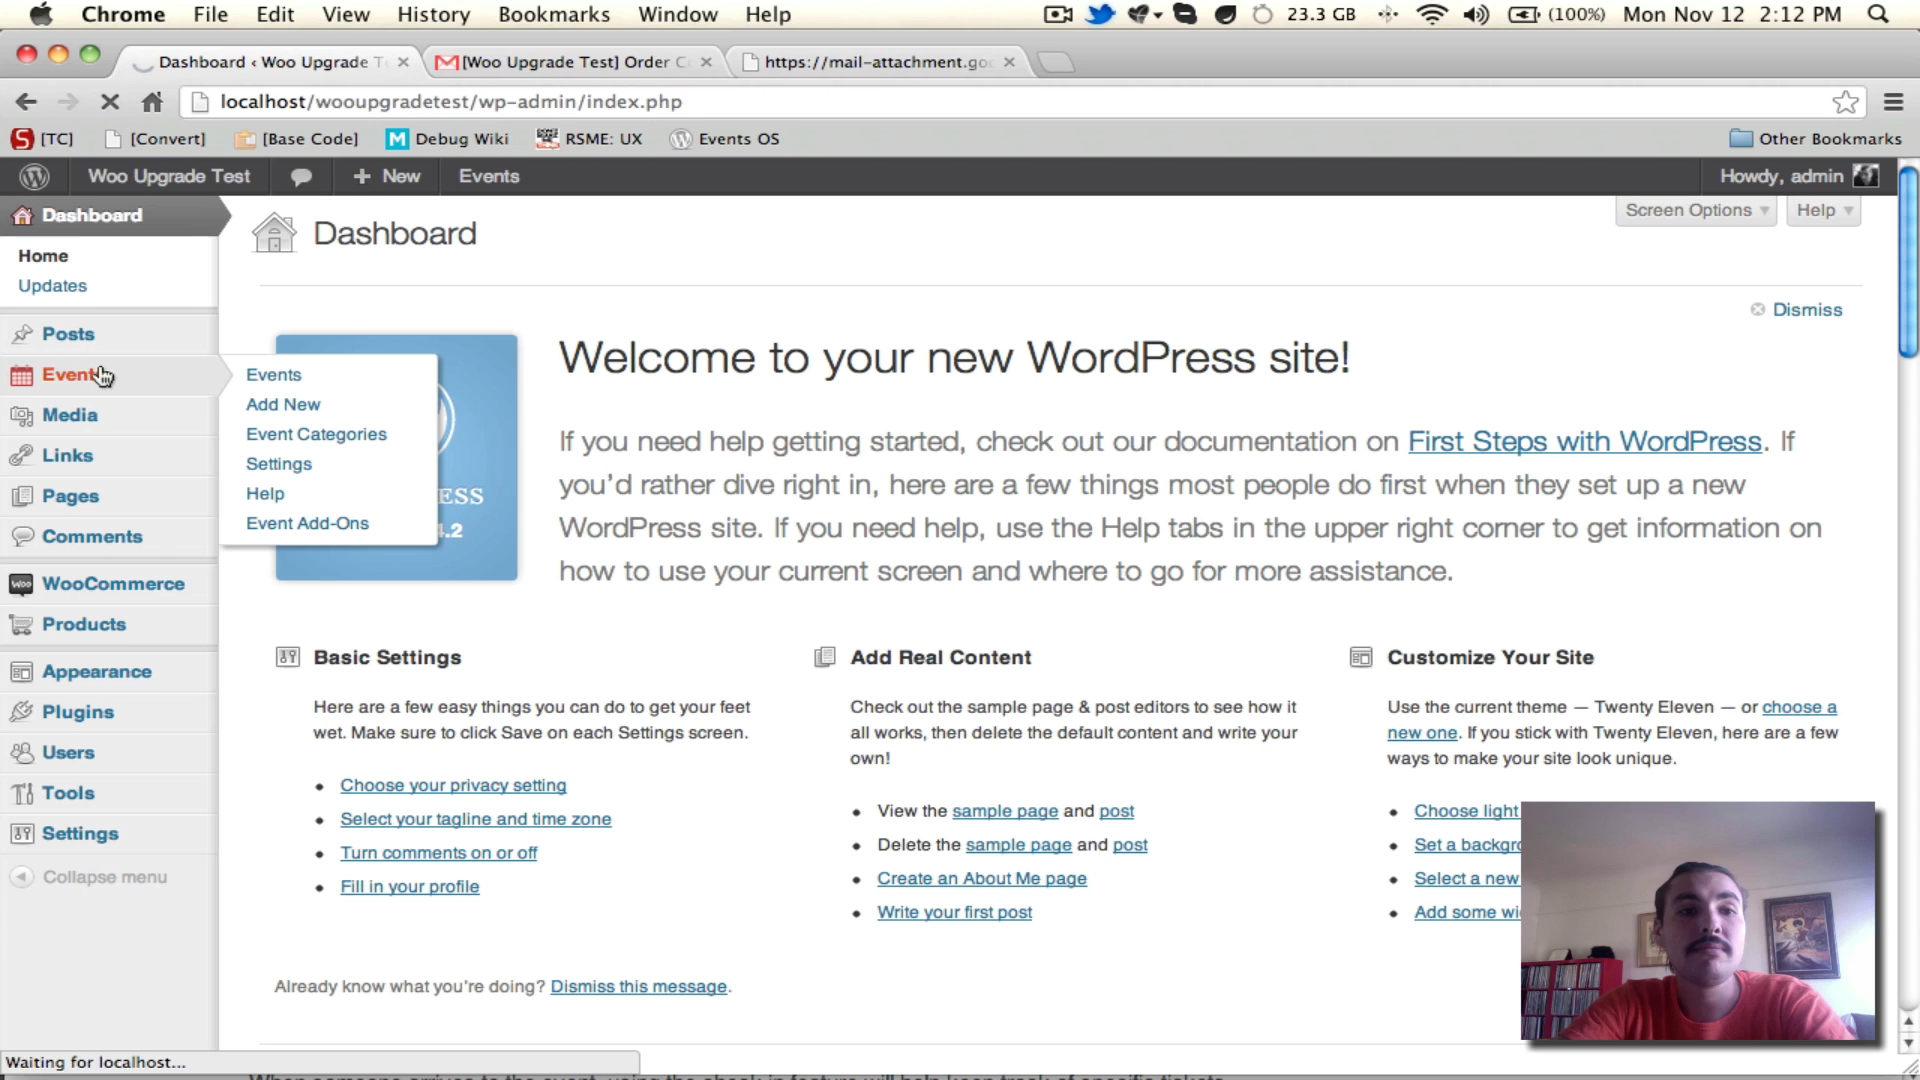 Chrome File Edit View History Bookmarks Window Help 23.3 GB (100%) Mon Nov 12 2:12 PM
Dashboard ‹ Woo Upgrade T [Woo Upgrade Test] Order C https://mail-attachment.goo
localhost/wooupgradetest/wp-admin/index.php
[TC] [Convert] [Base Code] Debug Wiki RSME: UX Events OS Other Bookmarks
Woo Upgrade Test + New Events Howdy, admin
Dashboard
Home
Updates
Posts
Event
Media
Links
Pages
Comments
WooCommerce
Products
Appearance
Plugins
Users
Tools
Settings
Collapse menu
Events
Add New
Event Categories
Settings
Help
Event Add-Ons
Screen Options Help
Dashboard
Dismiss
ESS
.2
Welcome to your new WordPress site!
If you need help getting started, check out our documentation on First Steps with WordPress. If
you'd rather dive right in, here are a few things most people do first when they set up a new
WordPress site. If you need help, use the Help tabs in the upper right corner to get information on
how to use your current screen and where to go for more assistance.
Basic Settings
Here are a few easy things you can do to get your feet
wet. Make sure to click Save on each Settings screen.
• Choose your privacy setting
• Select your tagline and time zone
• Turn comments on or off
• Fill in your profile
Add Real Content
Check out the sample page & post editors to see how it
all works, then delete the default content and write your
own!
• View the sample page and post
• Delete the sample page and post
• Create an About Me page
• Write your first post
Customize Your Site
Use the current theme — Twenty Eleven — or choose a
new one. If you stick with Twenty Eleven, here are a few
ways to make your site look unique.
• Choose light
• Set a backgro
• Select a new
• Add some wi
Already know what you're doing? Dismiss this message.
Waiting for localhost...